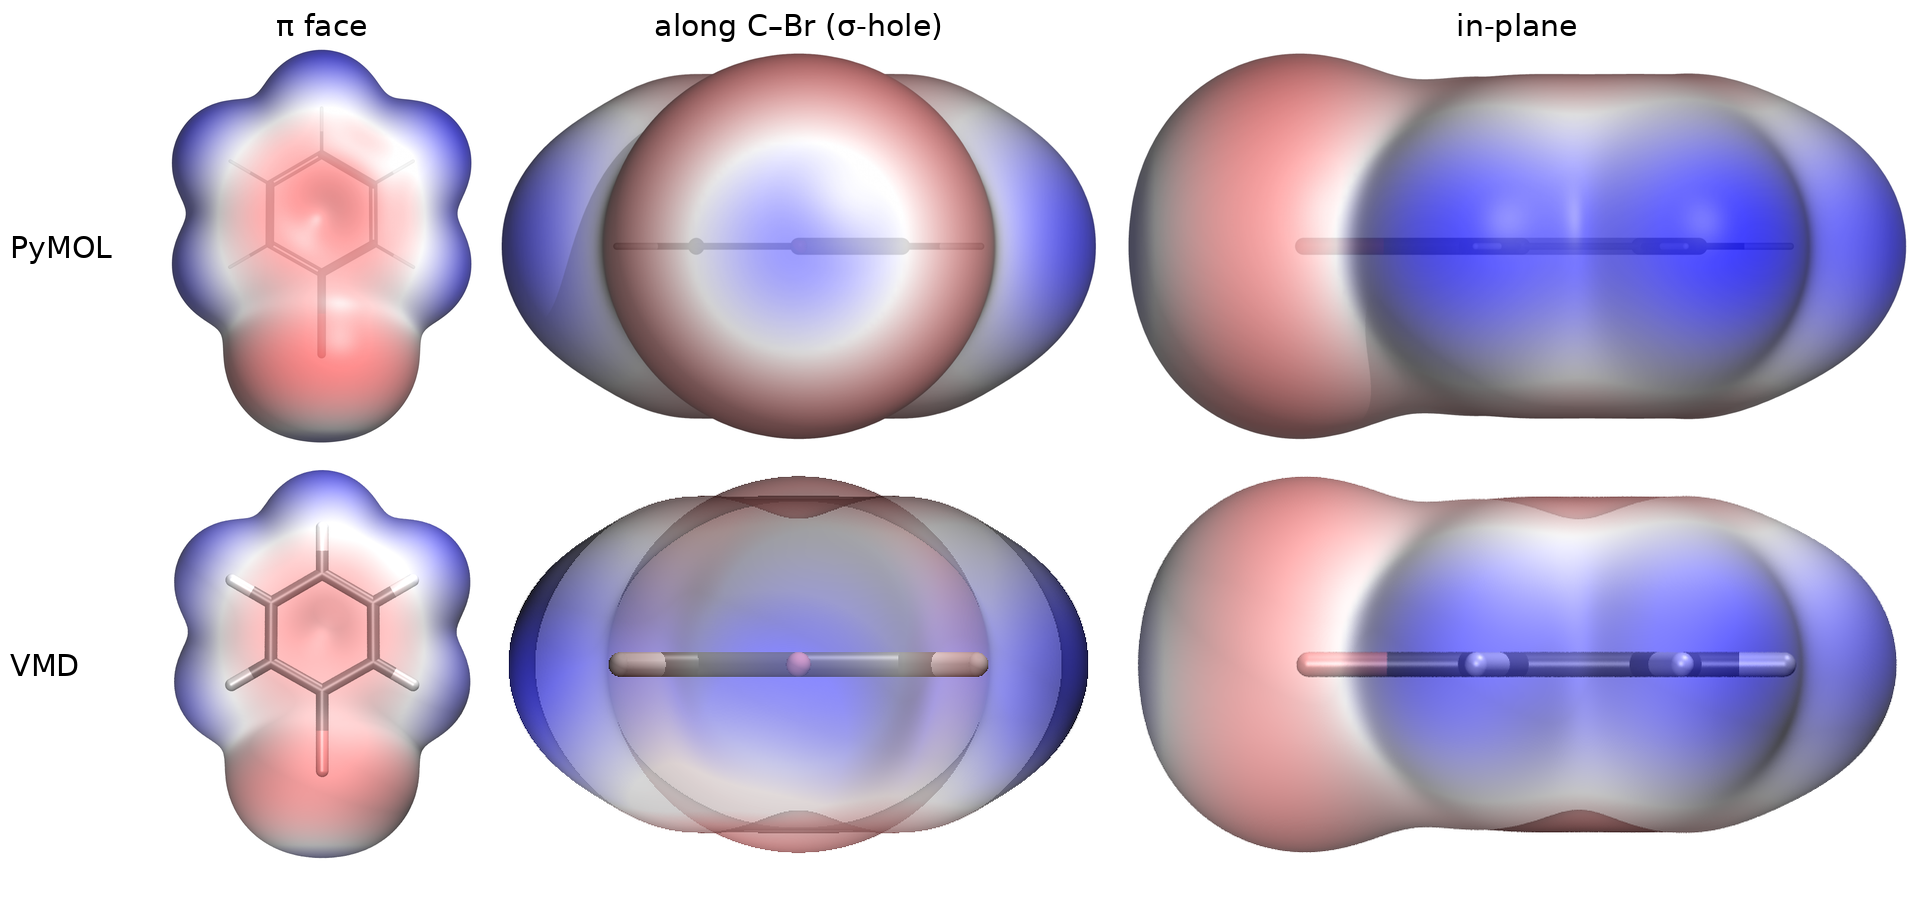 π face
along C–Br (σ-hole)
in-plane
PyMOL
VMD